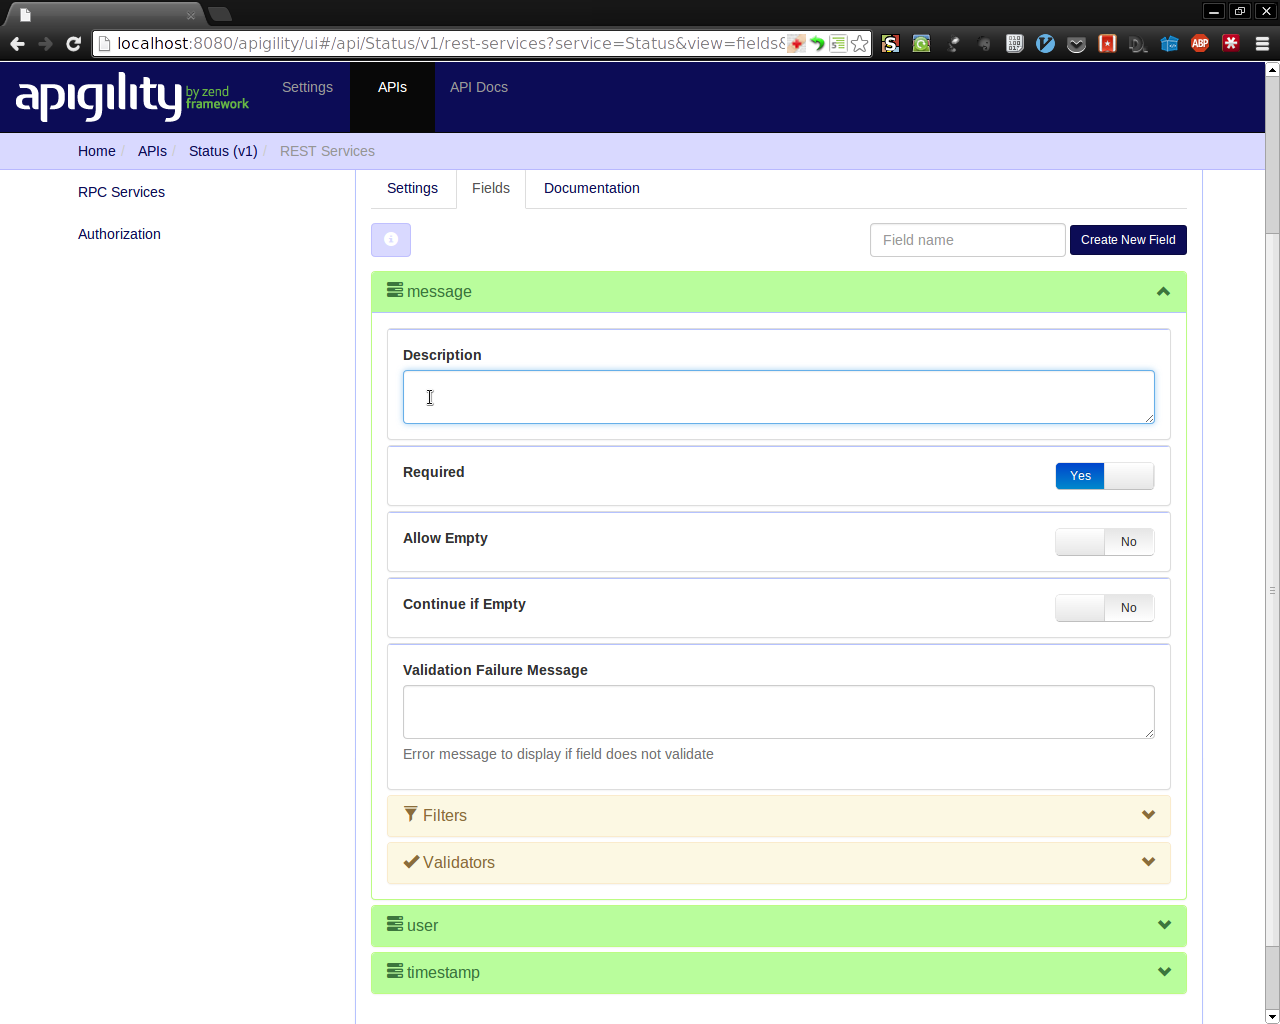 localhost:8080/apigility/ui#/api/Status/v1/rest-services?service=Status&view=fields&
apigility by zend framework
Settings APIs API Docs
Home / APIs / Status (v1) / REST Services
RPC Services
Authorization
Settings Fields Documentation
Field name Create New Field
message
Description
Required Yes
Allow Empty No
Continue if Empty No
Validation Failure Message
Error message to display if field does not validate
Filters
Validators
user
timestamp